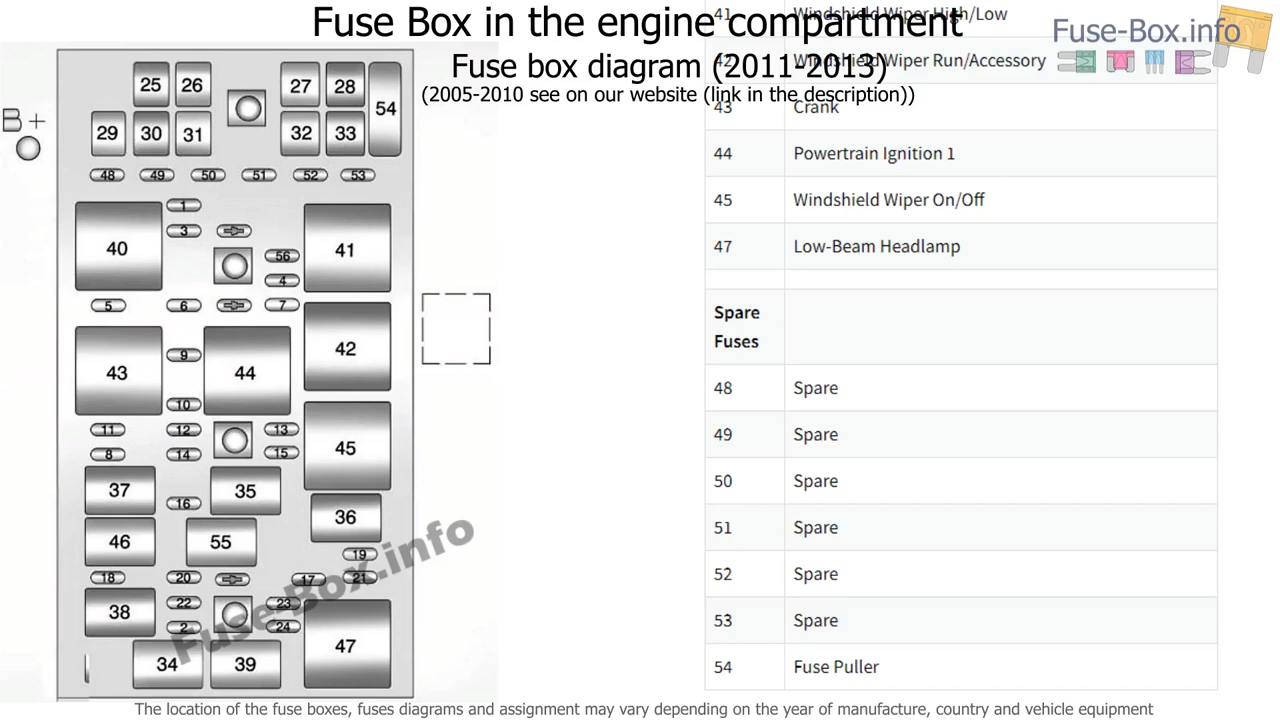 Fuse Box in the engine compartment
Fuse box diagram (2011-2013)
(2005-2010 see on our website (link in the description))
Fuse-Box.info
B+
25 26 27 28 54
29 30 31 32 33
48 49 50 51 52 53
1
40 3 41
56
4
5 6 7
42
9
43 44
10
11 12 13
8 14 15
45
37 35
16
36
46 55
19
18 20 17 21
22 23
38
2 24
34 39 47
Fuse-Box.info
41 Windshield Wiper High/Low
42 Windshield Wiper Run/Accessory
43 Crank
44 Powertrain Ignition 1
45 Windshield Wiper On/Off
47 Low-Beam Headlamp
Spare
Fuses
48 Spare
49 Spare
50 Spare
51 Spare
52 Spare
53 Spare
54 Fuse Puller
The location of the fuse boxes, fuses diagrams and assignment may vary depending on the year of manufacture, country and vehicle equipment